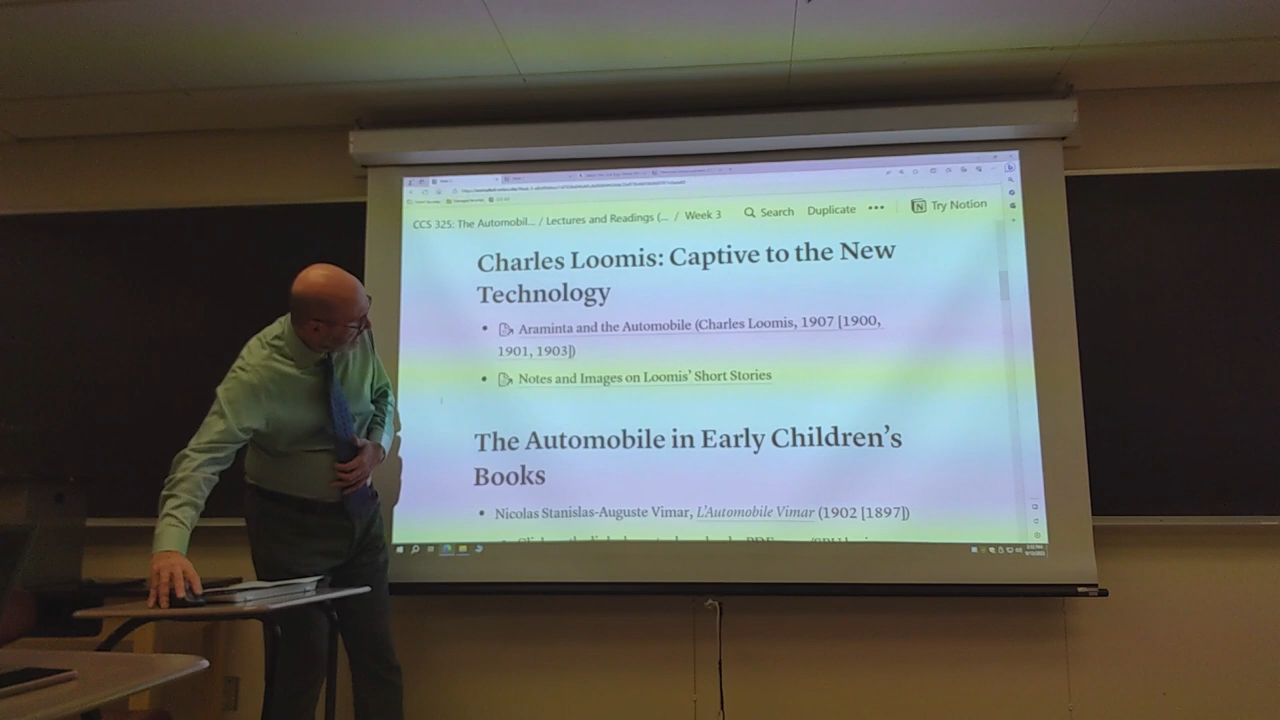 CCS 325: The Automobil... / Lectures and Readings (... / Week 3 Search Duplicate ••• Try Notion
Charles Loomis: Captive to the New
Technology
• Araminta and the Automobile (Charles Loomis, 1907 [1900,
1901, 1903])
• Notes and Images on Loomis' Short Stories
The Automobile in Early Children's
Books
• Nicolas Stanislas-Auguste Vimar, L'Automobile Vimar (1902 [1897])